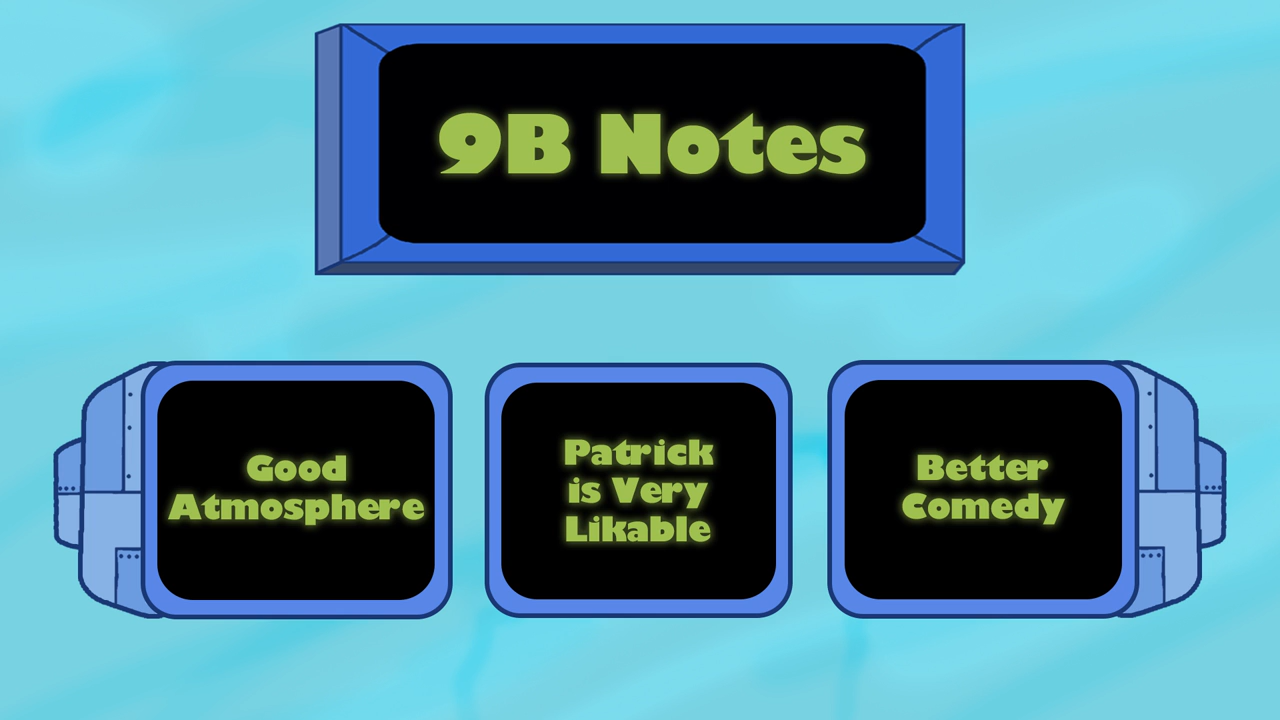 9B Notes
Good
Atmosphere
Patrick
is Very
Likable
Better
Comedy